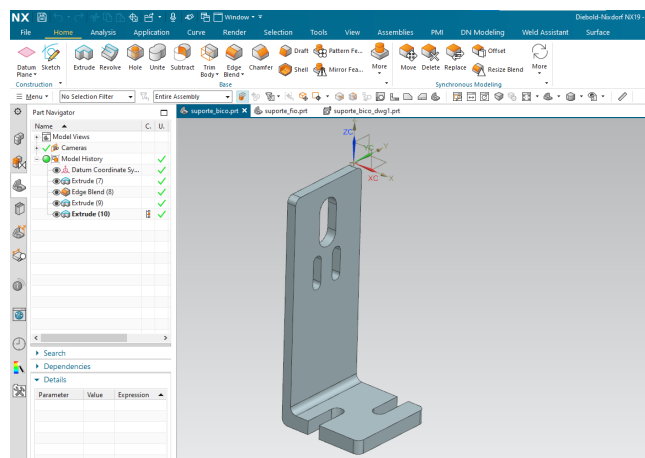 NX Window Diebold-Nixdorf NX19 -
File Home Analysis Application Curve Render Selection Tools View Assemblies PMI DN Modeling Weld Assistant Surface
Datum Plane Sketch Extrude Revolve Hole Unite Subtract Trim Body Edge Blend Chamfer Draft Shell Pattern Fe... Mirror Fea... More Move Delete Replace Offset Resize Blend More
Construction Base Synchronous Modeling
Menu No Selection Filter Entire Assembly
Part Navigator suporte_bico.prt suporte_fio.prt suporte_bico_dwg1.prt
Name C. U.
Model Views
Cameras
Model History
Datum Coordinate Sy...
Extrude (7)
Edge Blend (8)
Extrude (9)
Extrude (10)
ZC
YC Y
XC X
Search
Dependencies
Details
Parameter Value Expression